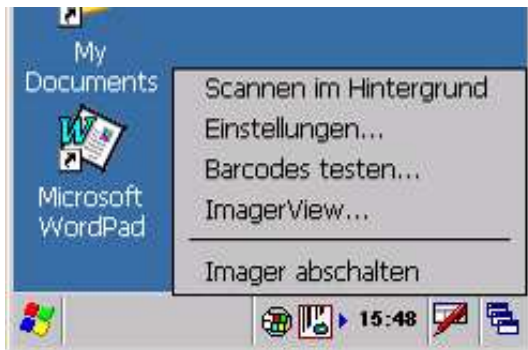 My
Documents
Microsoft
WordPad
Scannen im Hintergrund
Einstellungen...
Barcodes testen...
ImagerView...
Imager abschalten
15:48